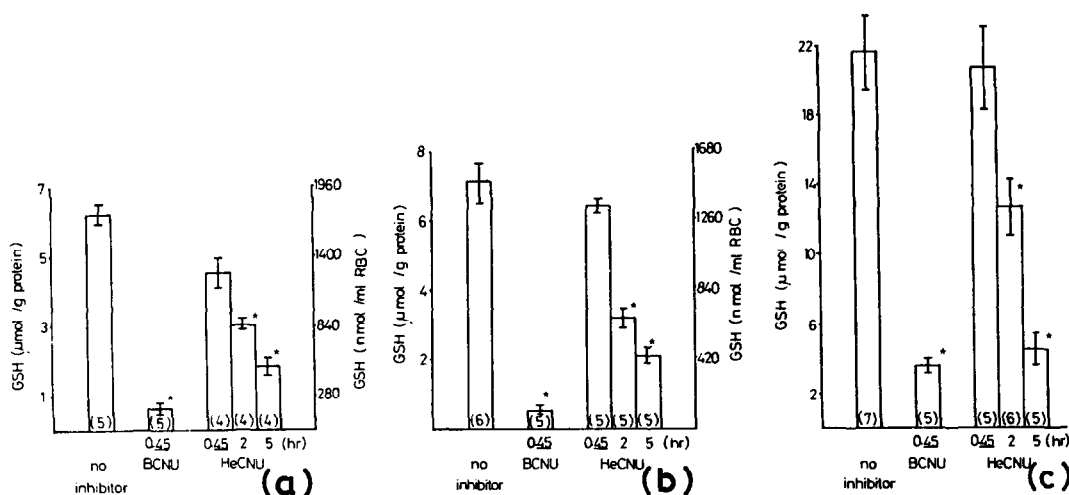 GSH (μmol /g protein)
7
5
3
1
(5)
(5)
(4)
(4)
(4)
1960
1400
840
280
GSH (nmol /ml RBC)
*
*
*
0.45
0.45
2
5
(hr)
no
inhibitor
BCNU
HeCNU
(a)
GSH (μmol /g protein)
8
6
4
2
(6)
(5)
(5)
(5)
(5)
1680
1260
840
420
GSH (nmol /ml RBC)
*
*
*
0.45
0.45
2
5
(hr)
no
inhibitor
BCNU
HeCNU
(b)
GSH (μmol /g protein)
22
18
14
10
6
2
(7)
(5)
(5)
(6)
(5)
*
*
*
0.45
0.45
2
5
(hr)
no
inhibitor
BCNU
HeCNU
(c)